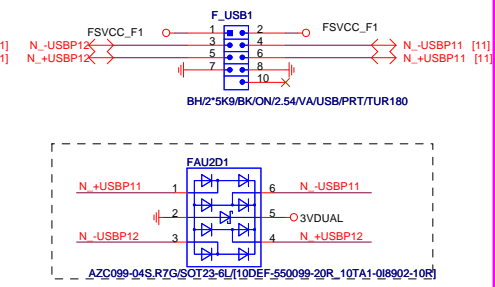 F_USB1
FSVCC_F1 1 2 FSVCC_F1
1] N_-USBP12 3 4 N_-USBP11 [11]
1] N_+USBP12 5 6 N_+USBP11 [11]
7 8
10
BH/2*5K9/BK/ON/2.54/VA/USB/PRT/TUR180
FAU2D1
N_+USBP11 1 6 N_-USBP11
2 5 3VDUAL
N_-USBP12 3 4 N_+USBP12
AZC099-04S.R7G/SOT23-6L/[10DEF-550099-20R_10TA1-0I8902-10R]